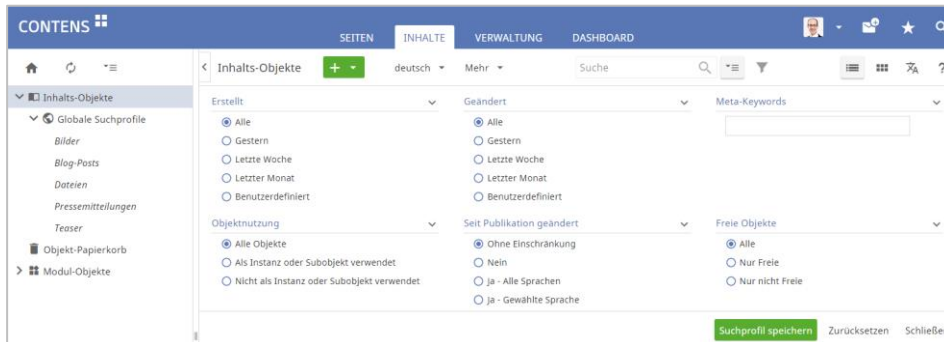 CONTENS
SEITEN INHALTE VERWALTUNG DASHBOARD
Inhalts-Objekte deutsch Mehr Suche
Inhalts-Objekte
Globale Suchprofile
Bilder
Blog-Posts
Dateien
Pressemitteilungen
Teaser
Objekt-Papierkorb
Modul-Objekte
Erstellt
Alle
Gestern
Letzte Woche
Letzter Monat
Benutzerdefiniert
Geändert
Alle
Gestern
Letzte Woche
Letzter Monat
Benutzerdefiniert
Meta-Keywords
Objektnutzung
Alle Objekte
Als Instanz oder Subobjekt verwendet
Nicht als Instanz oder Subobjekt verwendet
Seit Publikation geändert
Ohne Einschränkung
Nein
Ja - Alle Sprachen
Ja - Gewählte Sprache
Freie Objekte
Alle
Nur Freie
Nur nicht Freie
Suchprofil speichern Zurücksetzen Schließe